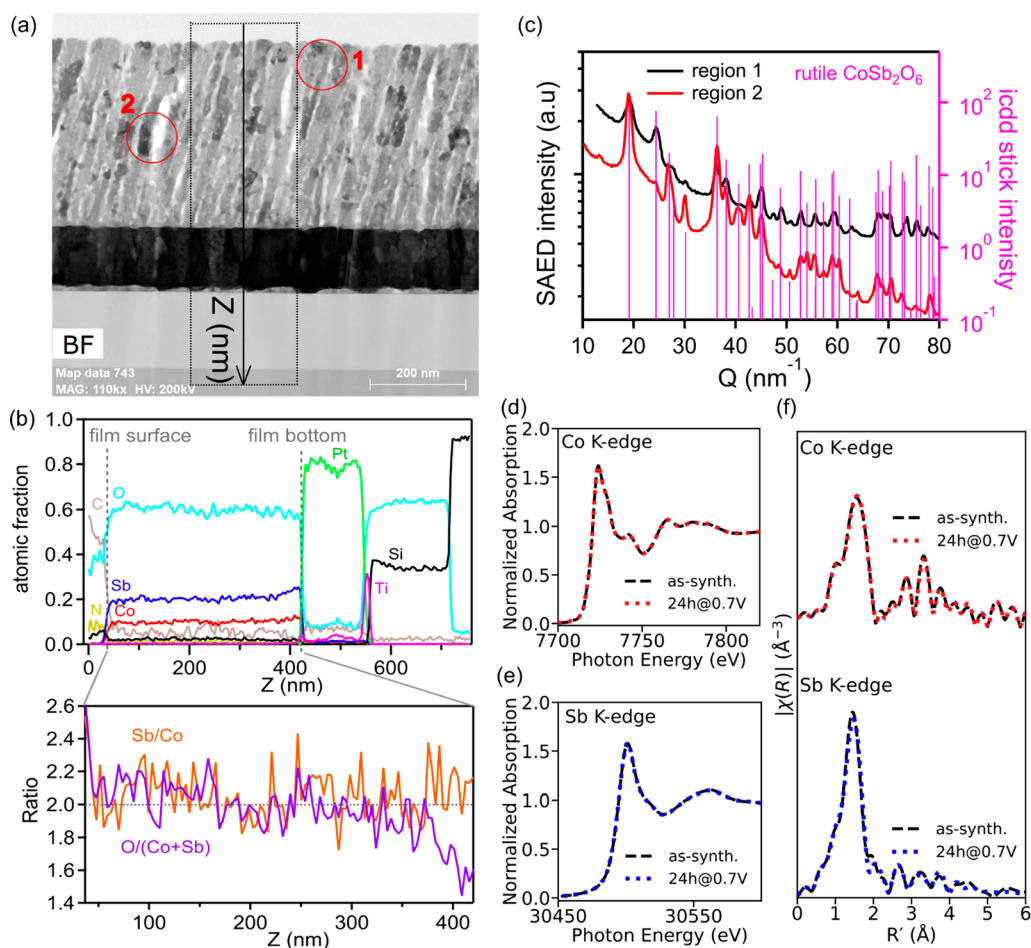 (a)
1
2
Z (nm)
BF
Map data 743
MAG: 110kx HV: 200kV
200 nm
(c)
region 1
region 2
rutile CoSb₂O₆
SAED intensity (a.u)
icdd stick intenisty
10²
10¹
10⁰
10⁻¹
10 20 30 40 50 60 70 80
Q (nm⁻¹)
(b)
film surface
film bottom
Pt
C
O
Sb
Co
N
Si
Ti
atomic fraction
1.0
0.8
0.6
0.4
0.2
0.0
0 200 400 600
Z (nm)
Sb/Co
O/(Co+Sb)
Ratio
2.6
2.4
2.2
2.0
1.8
1.6
1.4
100 150 200 250 300 350 400
Z (nm)
(d)
Co K-edge
as-synth.
24h@0.7V
Normalized Absorption
2.0
1.5
1.0
0.5
0.0
7700 7750 7800
Photon Energy (eV)
(e)
Sb K-edge
as-synth.
24h@0.7V
Normalized Absorption
2.0
1.5
1.0
0.5
0.0
30450 30550
Photon Energy (eV)
(f)
Co K-edge
as-synth.
24h@0.7V
|χ(R)| (Å⁻³)
Sb K-edge
as-synth.
24h@0.7V
0 1 2 3 4 5 6
R′ (Å)